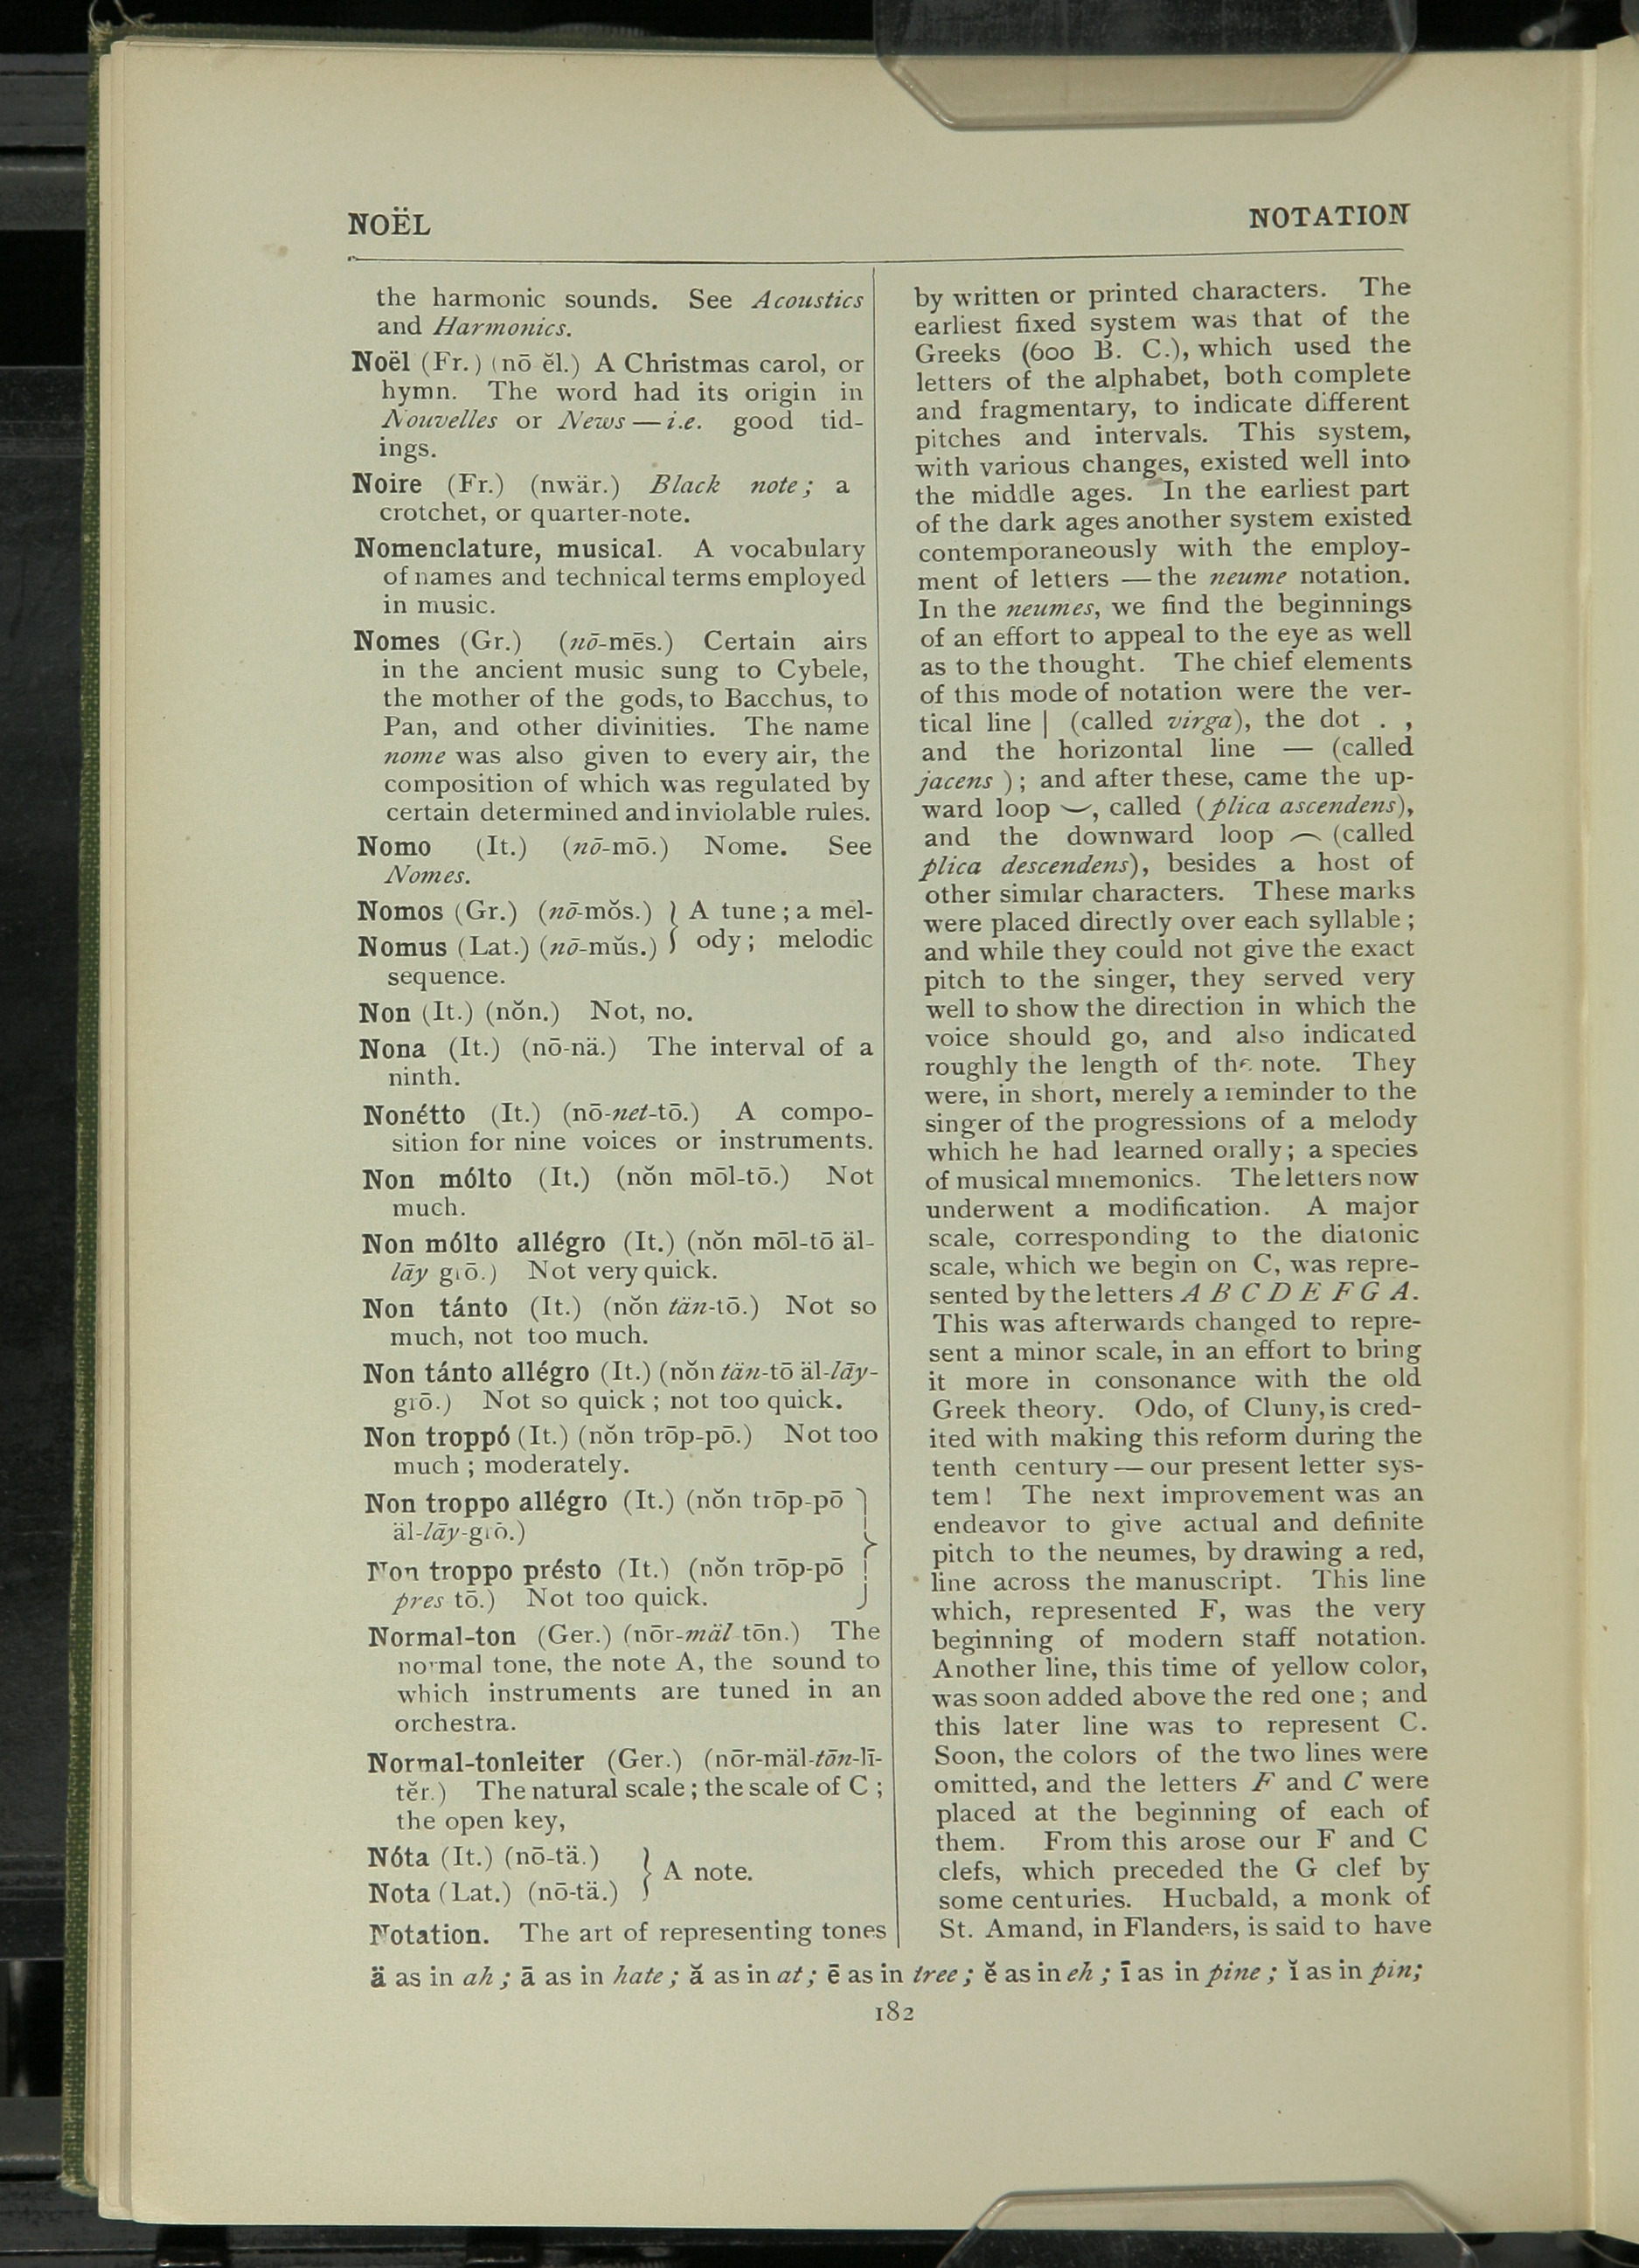 NOËL
NOTATION
the harmonic sounds. See Acoustics
and Harmonics.
Noël (Fr.) (nō ĕl.) A Christmas carol, or
hymn. The word had its origin in
Nouvelles or News — i.e. good tid-
ings.
Noire (Fr.) (nwär.) Black note; a
crotchet, or quarter-note.
Nomenclature, musical. A vocabulary
of names and technical terms employed
in music.
Nomes (Gr.) (nō-mēs.) Certain airs
in the ancient music sung to Cybele,
the mother of the gods, to Bacchus, to
Pan, and other divinities. The name
nome was also given to every air, the
composition of which was regulated by
certain determined and inviolable rules.
Nomo (It.) (nō-mō.) Nome. See
Nomes.
Nomos (Gr.) (nō-mŏs.) } A tune; a mel-
Nomus (Lat.) (nō-mŭs.) } ody; melodic
sequence.
Non (It.) (nŏn.) Not, no.
Nona (It.) (nō-nä.) The interval of a
ninth.
Nonétto (It.) (nō-net-tō.) A compo-
sition for nine voices or instruments.
Non mólto (It.) (nŏn mōl-tō.) Not
much.
Non mólto allégro (It.) (nŏn mōl-tō äl-
lāy grō.) Not very quick.
Non tánto (It.) (nŏn tän-tō.) Not so
much, not too much.
Non tánto allégro (It.) (nŏn tän-tō äl-lāy-
grō.) Not so quick; not too quick.
Non troppó (It.) (nŏn trōp-pō.) Not too
much; moderately.
Non troppo allégro (It.) (nŏn trōp-pō
äl-lāy-grō.)
Non troppo présto (It.) (nŏn trōp-pō
pres tō.) Not too quick.
Normal-ton (Ger.) (nōr-mäl tōn.) The
normal tone, the note A, the sound to
which instruments are tuned in an
orchestra.
Normal-tonleiter (Ger.) (nōr-mäl-tōn-lī-
tĕr.) The natural scale; the scale of C;
the open key,
Nóta (It.) (nō-tä.)
} A note.
Nota (Lat.) (nō-tä.)
Notation. The art of representing tones
by written or printed characters. The
earliest fixed system was that of the
Greeks (600 B. C.), which used the
letters of the alphabet, both complete
and fragmentary, to indicate different
pitches and intervals. This system,
with various changes, existed well into
the middle ages. In the earliest part
of the dark ages another system existed
contemporaneously with the employ-
ment of letters — the neume notation.
In the neumes, we find the beginnings
of an effort to appeal to the eye as well
as to the thought. The chief elements
of this mode of notation were the ver-
tical line | (called virga), the dot . ,
and the horizontal line — (called
jacens ); and after these, came the up-
ward loop ⏝, called (plica ascendens),
and the downward loop ⏜ (called
plica descendens), besides a host of
other similar characters. These marks
were placed directly over each syllable;
and while they could not give the exact
pitch to the singer, they served very
well to show the direction in which the
voice should go, and also indicated
roughly the length of the note. They
were, in short, merely a reminder to the
singer of the progressions of a melody
which he had learned orally; a species
of musical mnemonics. The letters now
underwent a modification. A major
scale, corresponding to the diatonic
scale, which we begin on C, was repre-
sented by the letters A B C D E F G A.
This was afterwards changed to repre-
sent a minor scale, in an effort to bring
it more in consonance with the old
Greek theory. Odo, of Cluny, is cred-
ited with making this reform during the
tenth century — our present letter sys-
tem! The next improvement was an
endeavor to give actual and definite
pitch to the neumes, by drawing a red,
line across the manuscript. This line
which, represented F, was the very
beginning of modern staff notation.
Another line, this time of yellow color,
was soon added above the red one; and
this later line was to represent C.
Soon, the colors of the two lines were
omitted, and the letters F and C were
placed at the beginning of each of
them. From this arose our F and C
clefs, which preceded the G clef by
some centuries. Hucbald, a monk of
St. Amand, in Flanders, is said to have
ä as in ah; ā as in hate; ă as in at; ē as in tree; ĕ as in eh; ī as in pine; ĭ as in pin;
182